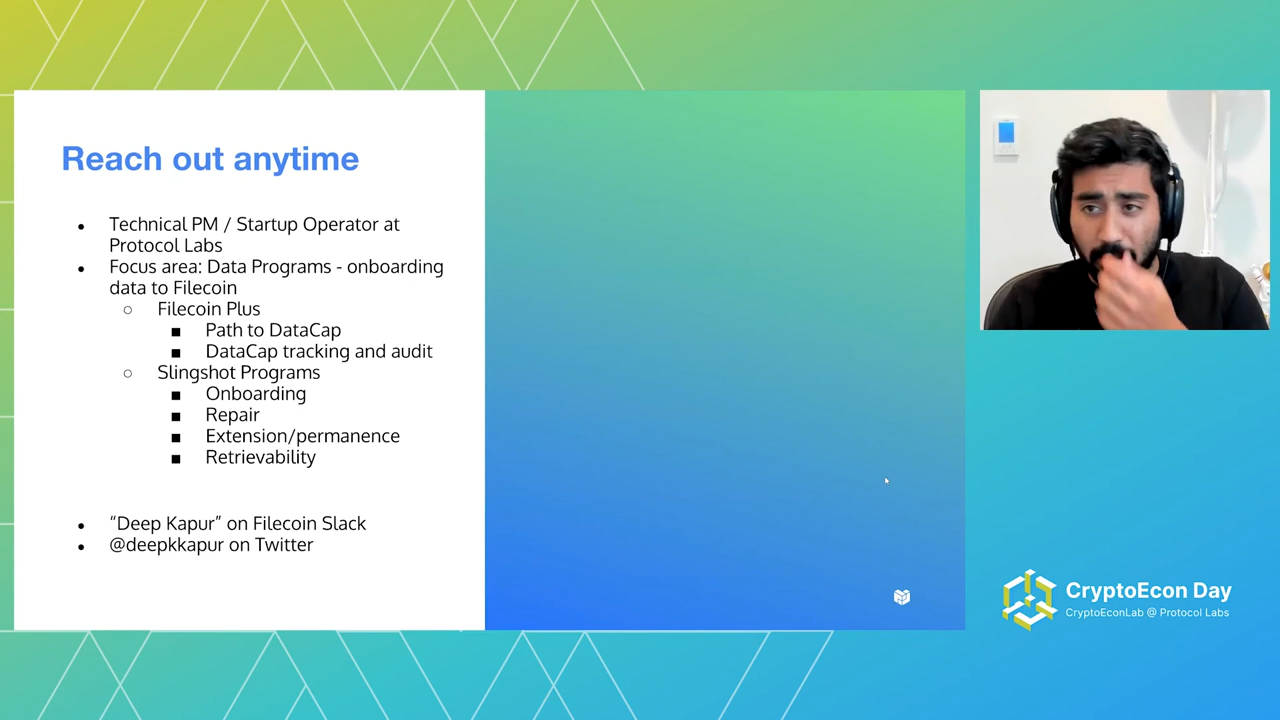 Reach out anytime
Technical PM / Startup Operator at
Protocol Labs
Focus area: Data Programs - onboarding
data to Filecoin
Filecoin Plus
Path to DataCap
DataCap tracking and audit
Slingshot Programs
Onboarding
Repair
Extension/permanence
Retrievability
“Deep Kapur” on Filecoin Slack
@deepkkapur on Twitter
CryptoEcon Day
CryptoEconLab @ Protocol Labs